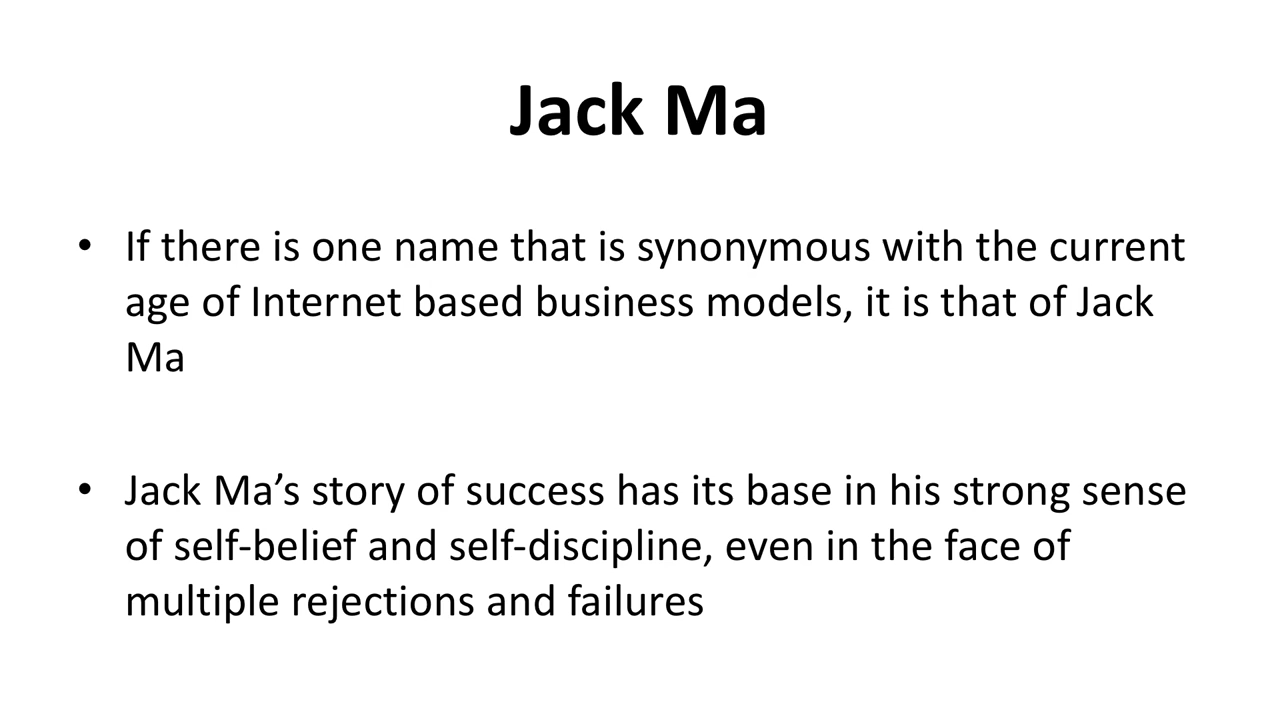 Jack Ma
• If there is one name that is synonymous with the current
age of Internet based business models, it is that of Jack
Ma
• Jack Ma’s story of success has its base in his strong sense
of self-belief and self-discipline, even in the face of
multiple rejections and failures